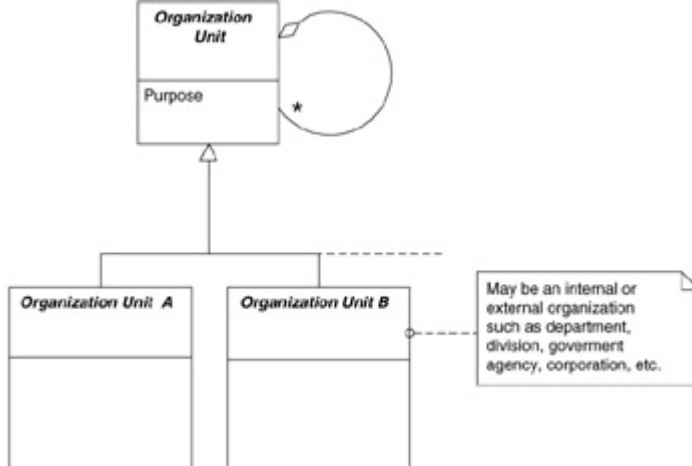 Organization
Unit
Purpose
*
Organization Unit A
Organization Unit B
May be an internal or
external organization
such as department,
division, goverment
agency, corporation, etc.